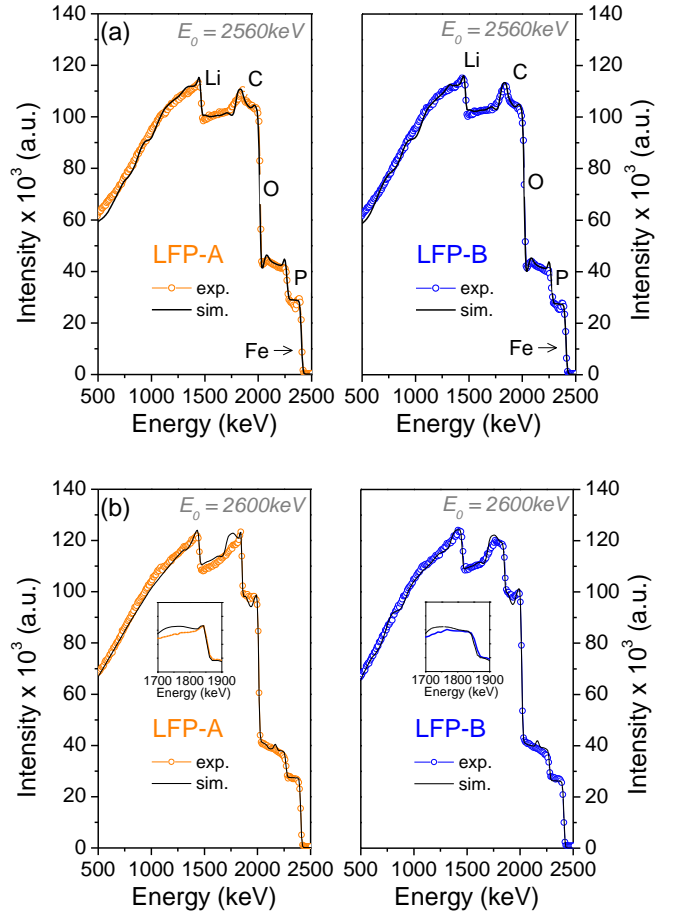 (a) E₀ = 2560keV
Li
C
O
P
Fe →
LFP-A
exp.
sim.
Intensity x 10³ (a.u.)
140
120
100
80
60
40
20
0
500 1000 1500 2000 2500
Energy (keV)
E₀ = 2560keV
Li
C
O
P
Fe →
LFP-B
exp.
sim.
140
120
100
80
60
40
20
0
Intensity x 10³ (a.u.)
500 1000 1500 2000 2500
Energy (keV)
(b) E₀ = 2600keV
1700 1800 1900
Energy (keV)
LFP-A
exp.
sim.
Intensity x 10³ (a.u.)
140
120
100
80
60
40
20
0
500 1000 1500 2000 2500
Energy (keV)
E₀ = 2600keV
1700 1800 1900
Energy (keV)
LFP-B
exp.
sim.
140
120
100
80
60
40
20
0
Intensity x 10³ (a.u.)
500 1000 1500 2000 2500
Energy (keV)